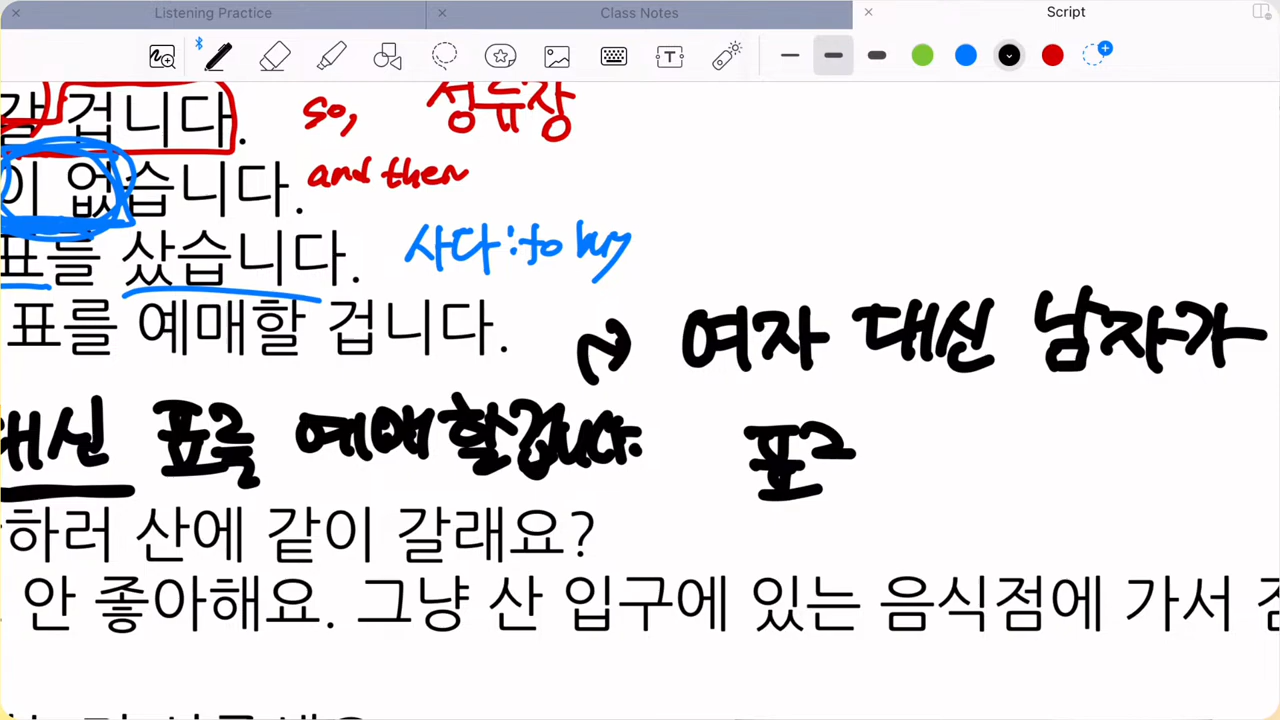 Listening Practice Class Notes Script
갈 겁니다. so, 성뉴장
이 없습니다. and then
표를 샀습니다. 사다:to buy
표를 예매할 겁니다. 여자 대신 남자가
대신 표를 예매할겁니다. 표
하러 산에 같이 갈래요?
안 좋아해요. 그냥 산 입구에 있는 음식점에 가서